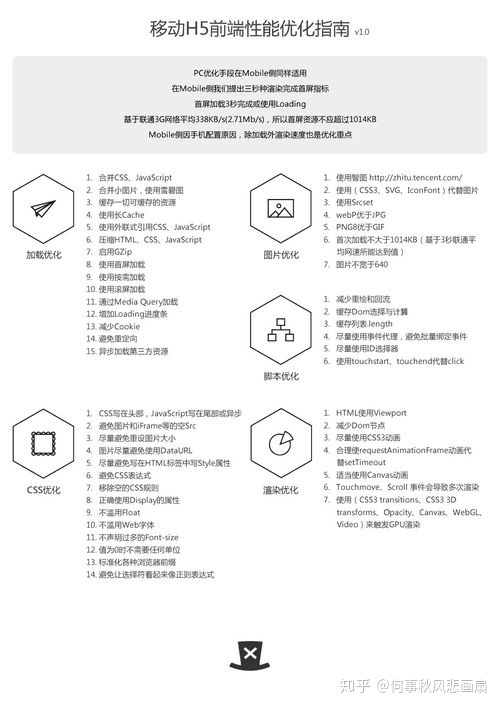 移动H5前端性能优化指南 v1.0
PC优化手段在Mobile侧同样适用
在Mobile侧我们提出三秒种渲染完成首屏指标
首屏加载3秒完成或使用Loading
基于联通3G网络平均338KB/s(2.71Mb/s)，所以首屏资源不应超过1014KB
Mobile侧因手机配置原因，除加载外渲染速度也是优化重点
加载优化
1. 合并CSS、JavaScript
2. 合并小图片，使用雪碧图
3. 缓存一切可缓存的资源
4. 使用长Cache
5. 使用外联式引用CSS、JavaScript
6. 压缩HTML、CSS、JavaScript
7. 启用GZip
8. 使用首屏加载
9. 使用按需加载
10. 使用滚屏加载
11. 通过Media Query加载
12. 增加Loading进度条
13. 减少Cookie
14. 避免重定向
15. 异步加载第三方资源
图片优化
1. 使用智图 http://zhitu.tencent.com/
2. 使用（CSS3、SVG、IconFont）代替图片
3. 使用Srcset
4. webP优于JPG
5. PNG8优于GIF
6. 首次加载不大于1014KB（基于3秒联通平
均网速所能达到值）
7. 图片不宽于640
脚本优化
1. 减少重绘和回流
2. 缓存Dom选择与计算
3. 缓存列表.length
4. 尽量使用事件代理，避免批量绑定事件
5. 尽量使用ID选择器
6. 使用touchstart、touchend代替click
CSS优化
1. CSS写在头部，JavaScript写在尾部或异步
2. 避免图片和iFrame等的空Src
3. 尽量避免重设图片大小
4. 图片尽量避免使用DataURL
5. 尽量避免写在HTML标签中写Style属性
6. 避免CSS表达式
7. 移除空的CSS规则
8. 正确使用Display的属性
9. 不滥用Float
10. 不滥用Web字体
11. 不声明过多的Font-size
12. 值为0时不需要任何单位
13. 标准化各种浏览器前缀
14. 避免让选择符看起来像正则表达式
渲染优化
1. HTML使用Viewport
2. 减少Dom节点
3. 尽量使用CSS3动画
4. 合理使用requestAnimationFrame动画代
替setTimeout
5. 适当使用Canvas动画
6. Touchmove、Scroll 事件会导致多次渲染
7. 使用（CSS3 transitions、CSS3 3D
transforms、Opacity、Canvas、WebGL、
Video）来触发GPU渲染
知乎 @何事秋风悲画扇